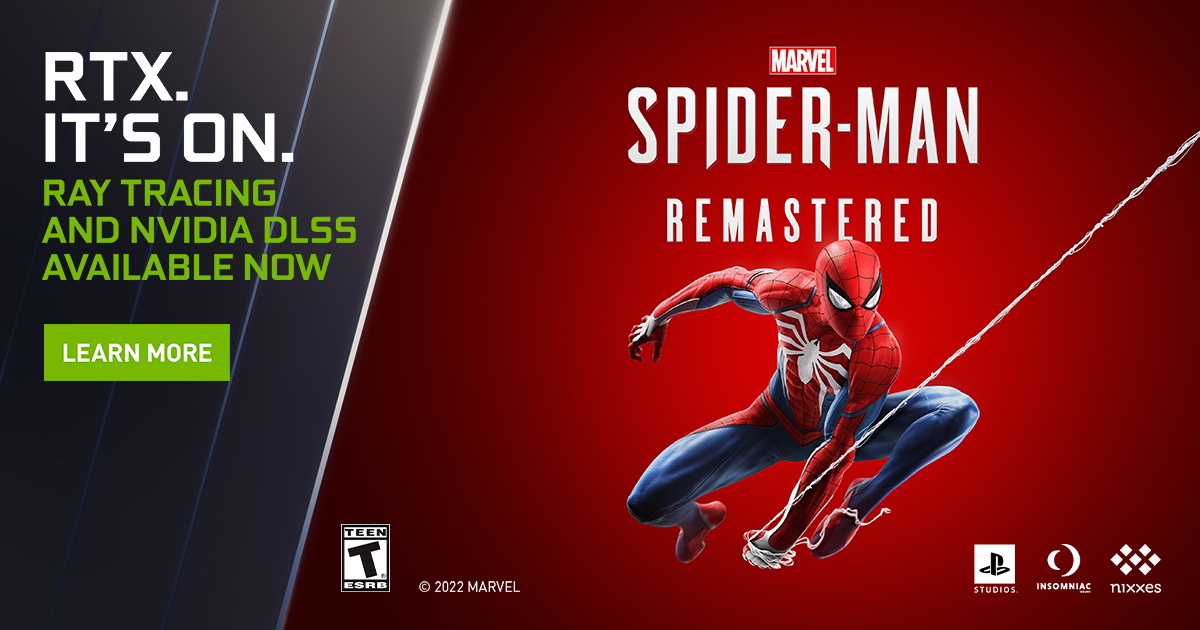 RTX.
IT'S ON.
RAY TRACING
AND NVIDIA DLSS
AVAILABLE NOW
LEARN MORE
MARVEL
SPIDER-MAN
REMASTERED
TEEN
T
ESRB
© 2022 MARVEL
STUDIOS.
INSOMNIAC
nixxes